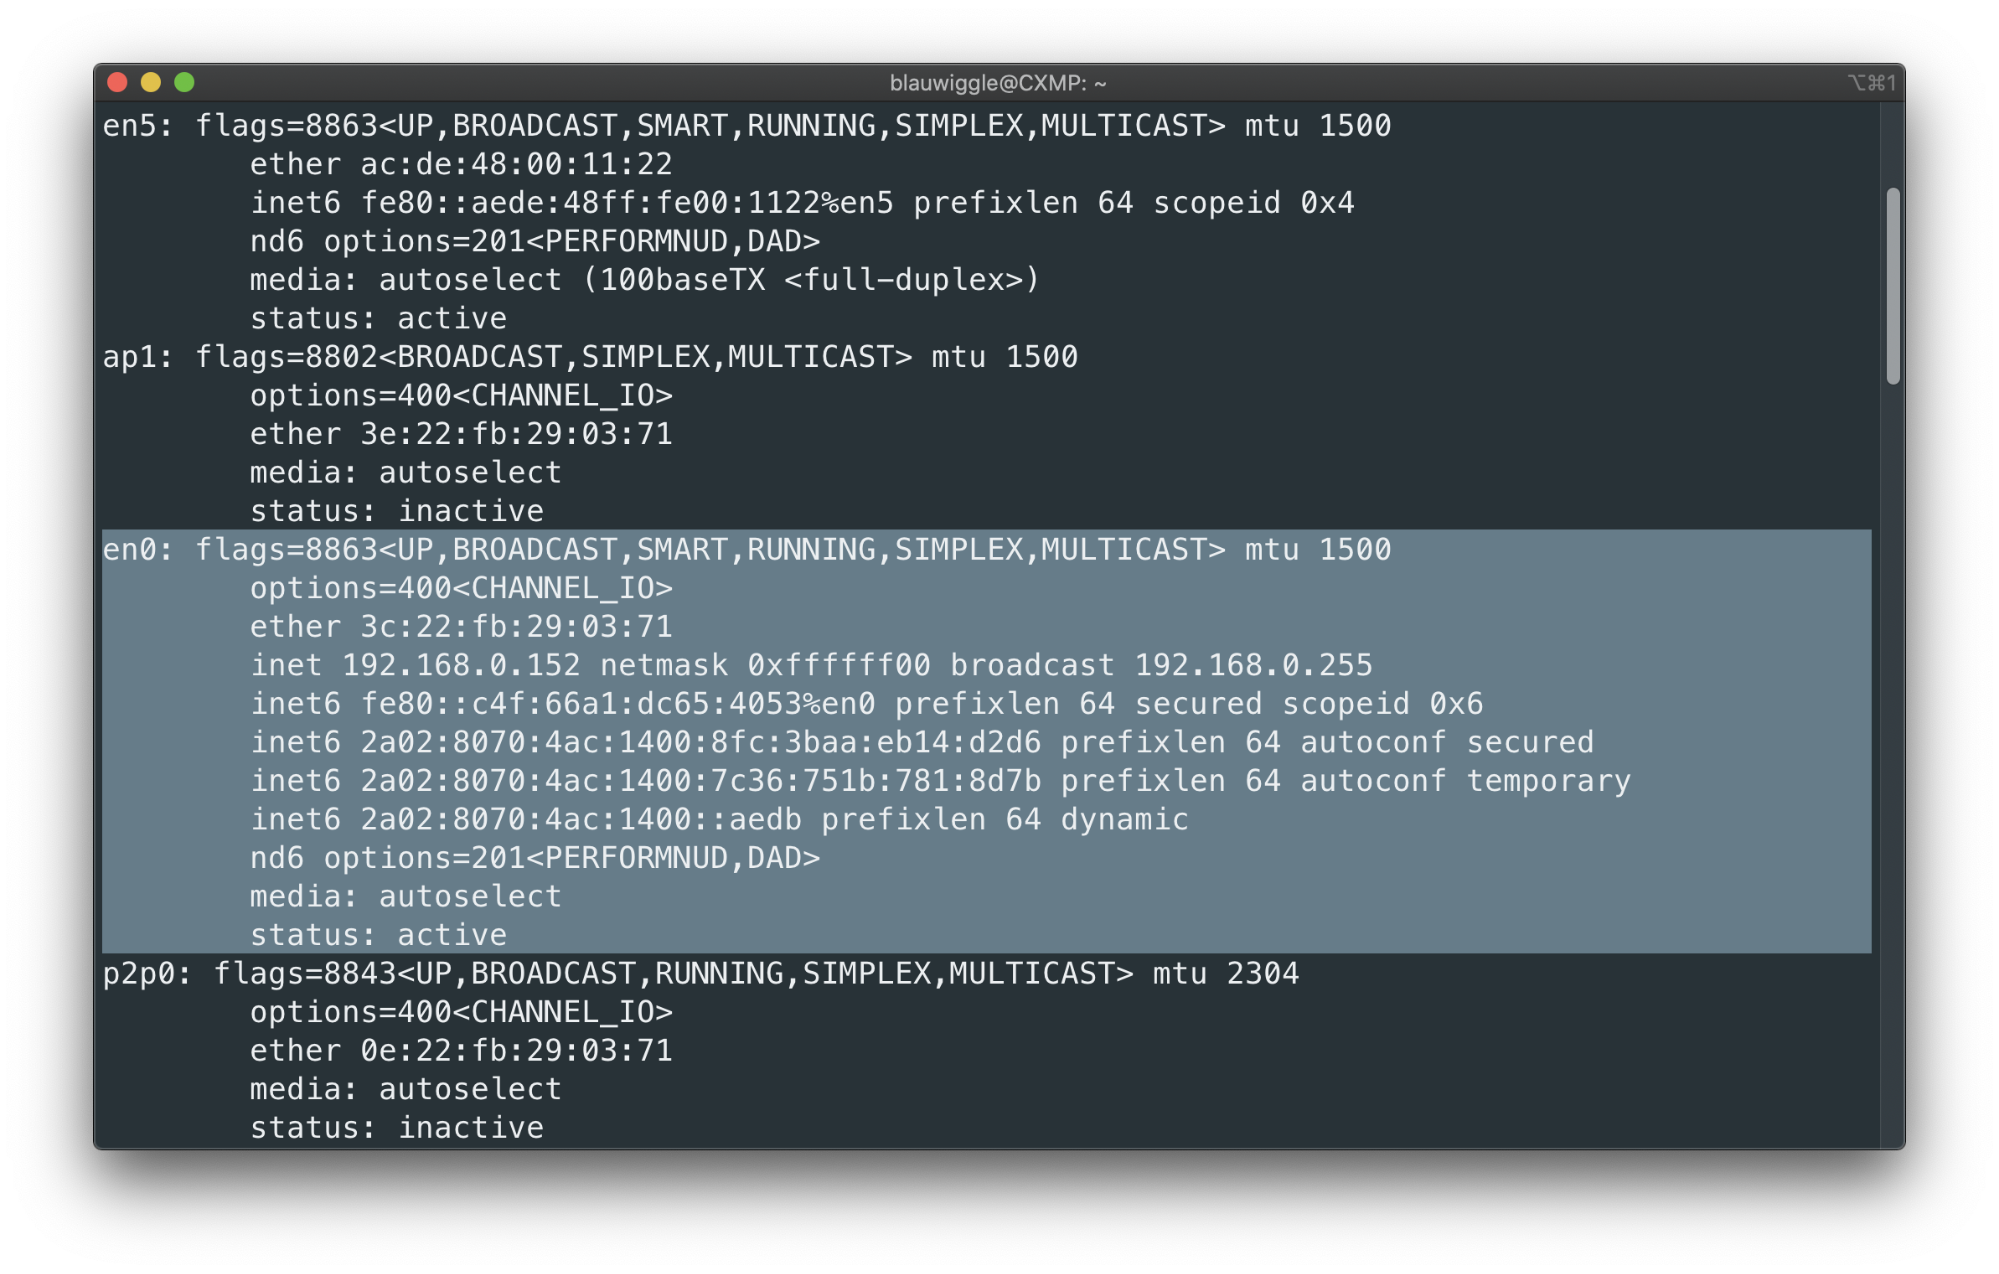 blauwiggle@CXMP: ~
⌥⌘1
en5: flags=8863<UP,BROADCAST,SMART,RUNNING,SIMPLEX,MULTICAST> mtu 1500
ether ac:de:48:00:11:22
inet6 fe80::aede:48ff:fe00:1122%en5 prefixlen 64 scopeid 0x4
nd6 options=201<PERFORMNUD,DAD>
media: autoselect (100baseTX <full-duplex>)
status: active
ap1: flags=8802<BROADCAST,SIMPLEX,MULTICAST> mtu 1500
options=400<CHANNEL_IO>
ether 3e:22:fb:29:03:71
media: autoselect
status: inactive
en0: flags=8863<UP,BROADCAST,SMART,RUNNING,SIMPLEX,MULTICAST> mtu 1500
options=400<CHANNEL_IO>
ether 3c:22:fb:29:03:71
inet 192.168.0.152 netmask 0xffffff00 broadcast 192.168.0.255
inet6 fe80::c4f:66a1:dc65:4053%en0 prefixlen 64 secured scopeid 0x6
inet6 2a02:8070:4ac:1400:8fc:3baa:eb14:d2d6 prefixlen 64 autoconf secured
inet6 2a02:8070:4ac:1400:7c36:751b:781:8d7b prefixlen 64 autoconf temporary
inet6 2a02:8070:4ac:1400::aedb prefixlen 64 dynamic
nd6 options=201<PERFORMNUD,DAD>
media: autoselect
status: active
p2p0: flags=8843<UP,BROADCAST,RUNNING,SIMPLEX,MULTICAST> mtu 2304
options=400<CHANNEL_IO>
ether 0e:22:fb:29:03:71
media: autoselect
status: inactive